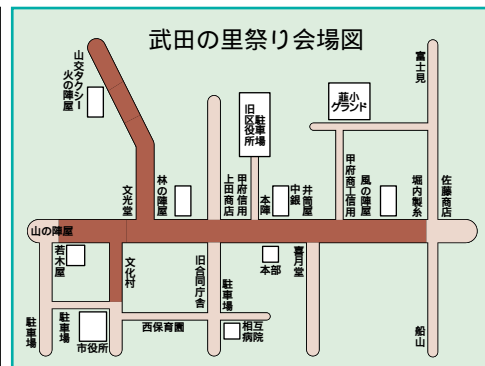 武田の里祭り会場図
山交タクシー
火の陣屋
富士見
旧区役所
駐車場
韮小
グランド
文光堂
林の陣屋
上田商店
甲府信用
本陣
中銀
井筒屋
甲府商工信用
風の陣屋
堀内製糸
佐藤商店
山の陣屋
若木屋
文化村
旧合同庁舎
駐車場
本部
喜月堂
駐車場
駐車場
市役所
西保育園
相互
病院
船山